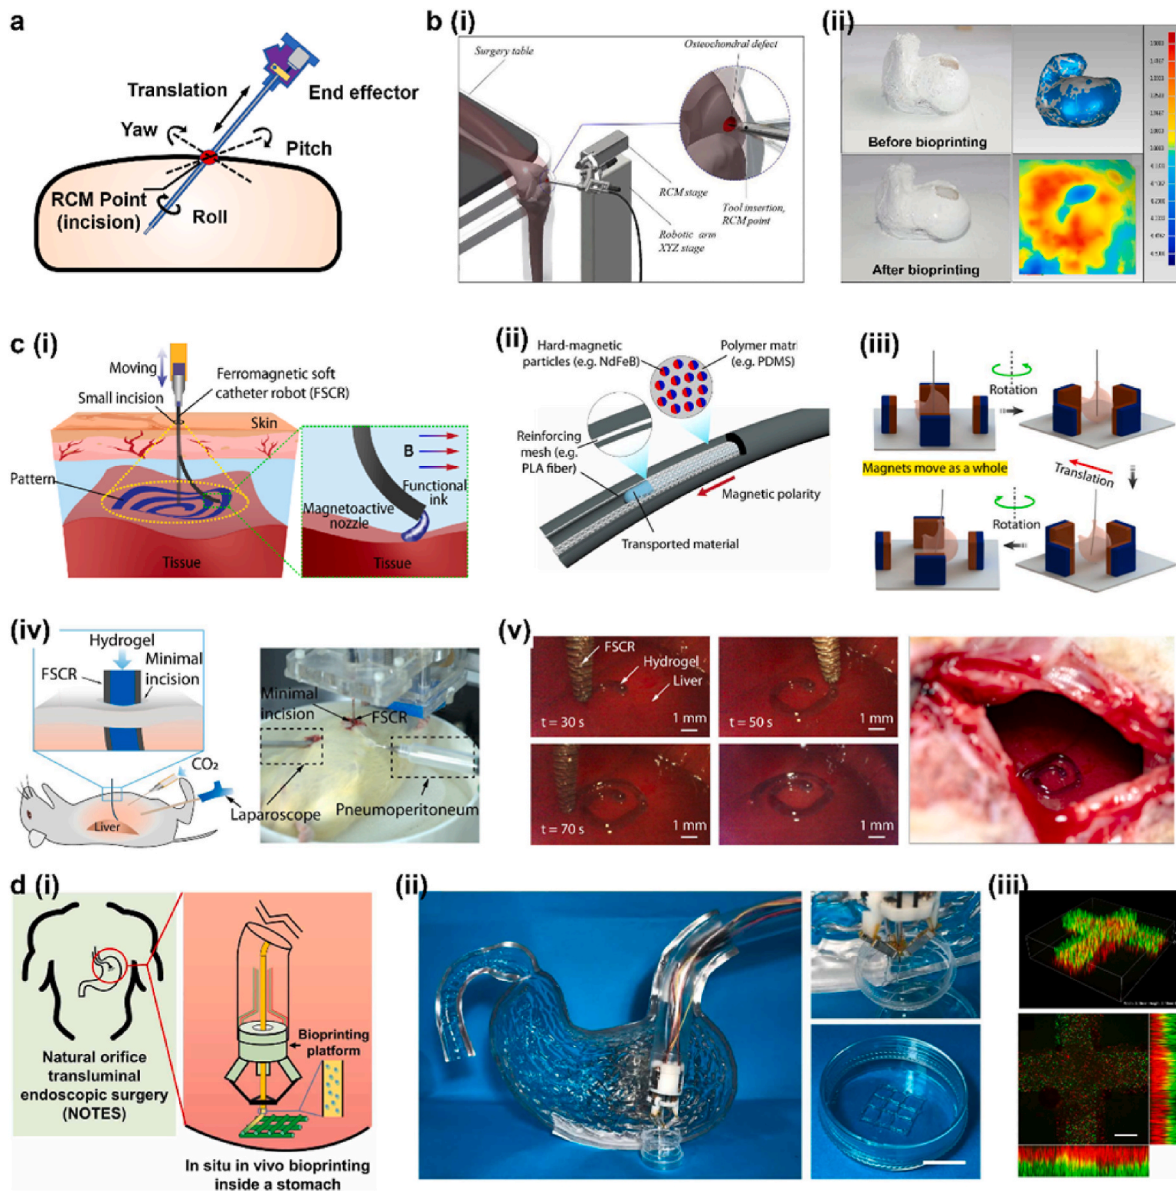 a
Translation
End effector
Yaw
Pitch
RCM Point
(incision)
Roll
b (i)
Surgery table
Osteochondral defect
RCM stage
Tool insertion,
RCM point
Robotic arm
XYZ stage
(ii)
Before bioprinting
After bioprinting
c (i)
Moving
Ferromagnetic soft
catheter robot (FSCR)
Small incision
Skin
Pattern
B
Functional
ink
Magnetoactive
nozzle
Tissue
Tissue
(ii)
Hard-magnetic
particles (e.g. NdFeB)
Polymer matri
(e.g. PDMS)
Reinforcing
mesh (e.g.
PLA fiber)
Magnetic polarity
Transported material
(iii)
Rotation
Magnets move as a whole
Translation
Rotation
(iv)
Hydrogel
FSCR
Minimal
incision
CO₂
Liver
Laparoscope
Minimal
incision
FSCR
Pneumoperitoneum
(v)
FSCR
Hydrogel
Liver
t = 30 s
1 mm
t = 50 s
1 mm
t = 70 s
1 mm
1 mm
d (i)
Natural orifice
transluminal
endoscopic surgery
(NOTES)
Bioprinting
platform
In situ in vivo bioprinting
inside a stomach
(ii)
(iii)